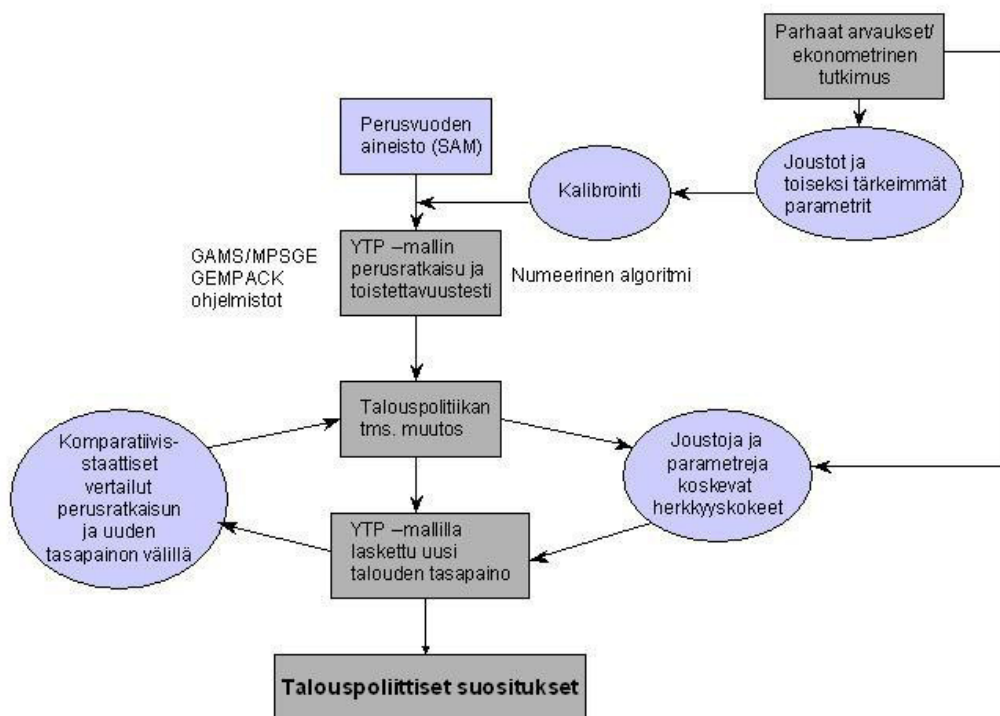 Parhaat arvaukset/
ekonometrinen
tutkimus
Perusvuoden
aineisto (SAM)
Joustot ja
toiseksi tärkeimmät
parametrit
Kalibrointi
GAMS/MPSGE
GEMPACK
ohjelmistot
YTP –mallin
perusratkaisu ja
toistettavuustesti
Numeerinen algoritmi
Talouspolitiikan
tms. muutos
Komparatiivis-
staattiset
vertailut
perusratkaisun
ja uuden
tasapainon välillä
Joustoja ja
parametreja
koskevat
herkkyyskokeet
YTP –mallilla
laskettu uusi
talouden tasapaino
Talouspoliittiset suositukset